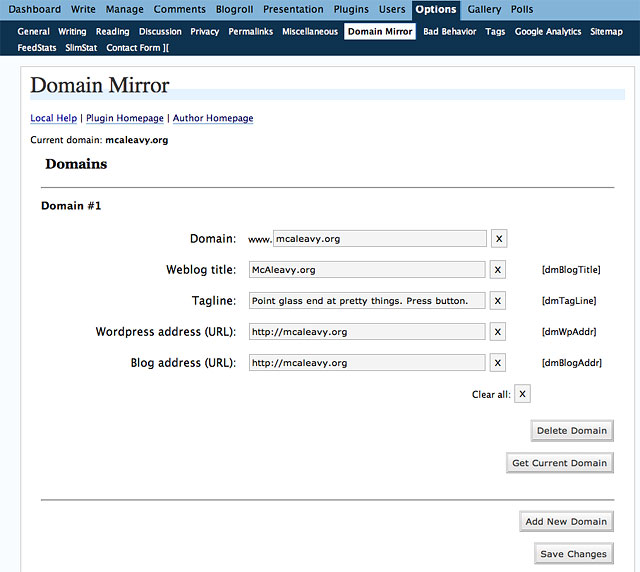 Dashboard Write Manage Comments Blogroll Presentation Plugins Users Options Gallery Polls
General Writing Reading Discussion Privacy Permalinks Miscellaneous Domain Mirror Bad Behavior Tags Google Analytics Sitemap
FeedStats SlimStat Contact Form ][
Domain Mirror
Local Help | Plugin Homepage | Author Homepage
Current domain: mcaleavy.org
Domains
Domain #1
Domain: www. mcaleavy.org X
Weblog title: McAleavy.org X [dmBlogTitle]
Tagline: Point glass end at pretty things. Press button. X [dmTagLine]
Wordpress address (URL): http://mcaleavy.org X [dmWpAddr]
Blog address (URL): http://mcaleavy.org X [dmBlogAddr]
Clear all: X
Delete Domain
Get Current Domain
Add New Domain
Save Changes